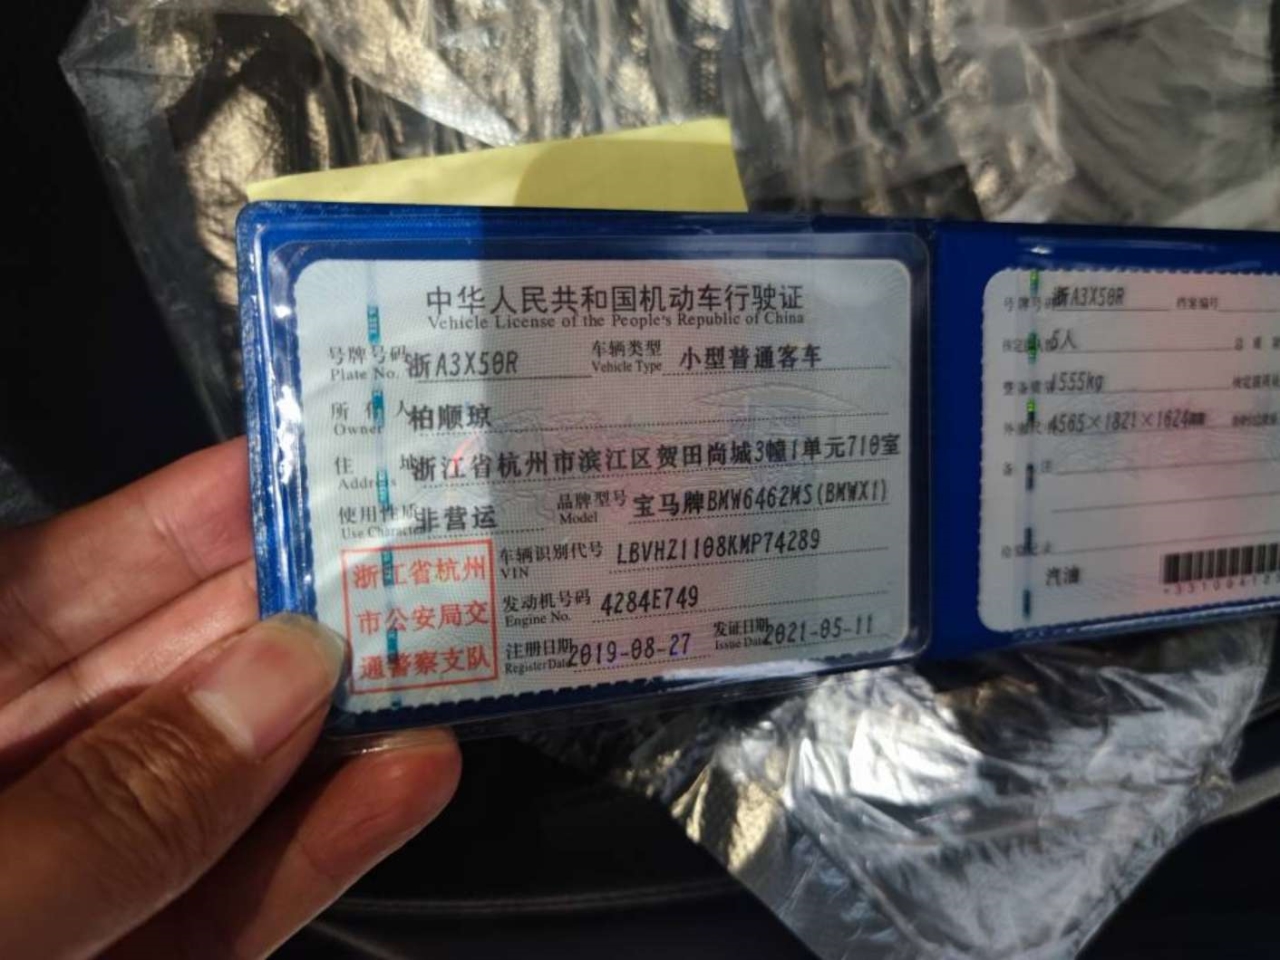 中华人民共和国机动车行驶证
Vehicle License of the People's Republic of China
号牌号码 浙A3X50R 车辆类型 小型普通客车
Plate No. Vehicle Type
所有人 柏顺琼
Owner
住址 浙江省杭州市滨江区贺田尚城3幢1单元710室
Address
使用性质 非营运 品牌型号 宝马牌BMW6462MS(BMWX1)
Use Character Model
浙江省杭州
市公安局交
通警察支队
车辆识别代号 LBVHZ1108KMP74289
VIN
发动机号码 4284E749
Engine No.
注册日期 2019-08-27 发证日期 2021-05-11
Register Date Issue Date
号牌号码 浙A3X50R 档案编号
5人
1555kg
4565×1821×1624mm
汽油